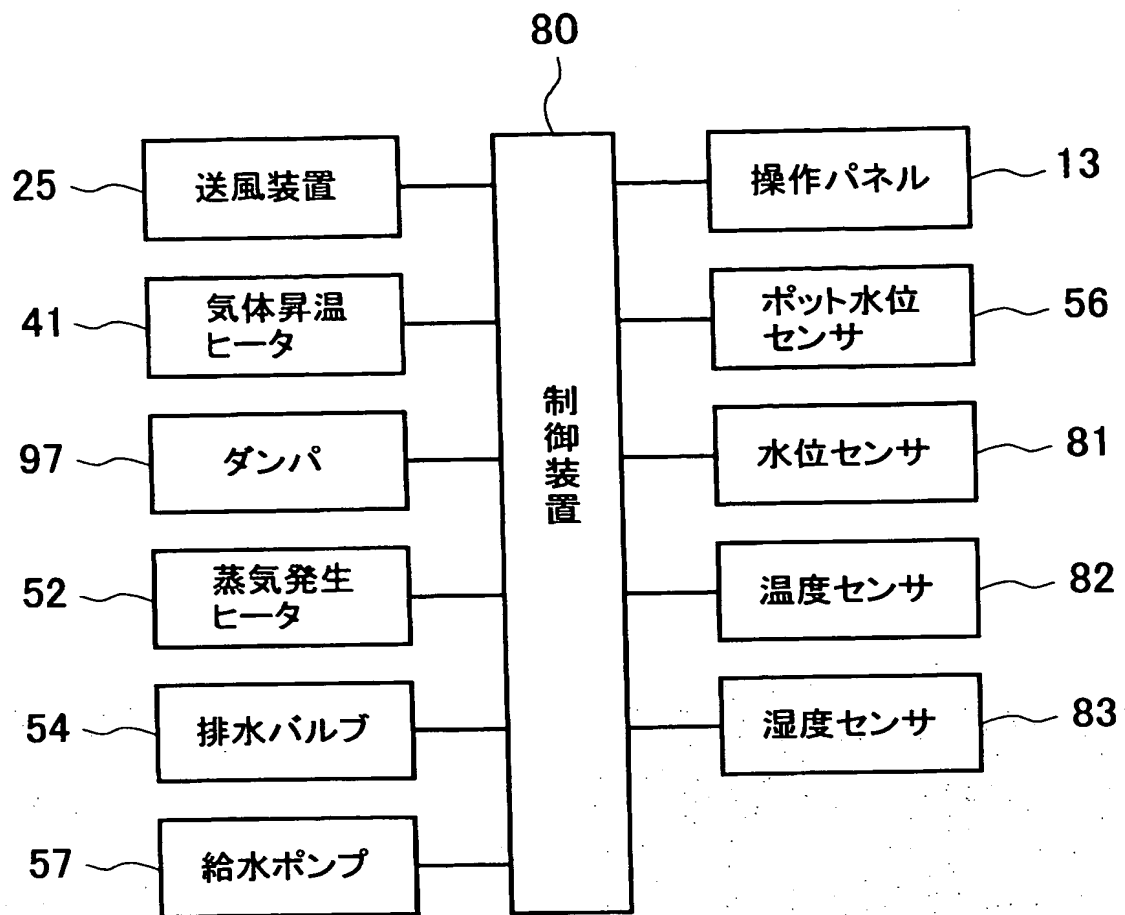 80
25
送風装置
操作パネル
13
41
気体昇温
ヒータ
ポット水位
センサ
56
97
ダンパ
制御装置
水位センサ
81
52
蒸気発生
ヒータ
温度センサ
82
54
排水バルブ
湿度センサ
83
57
給水ポンプ